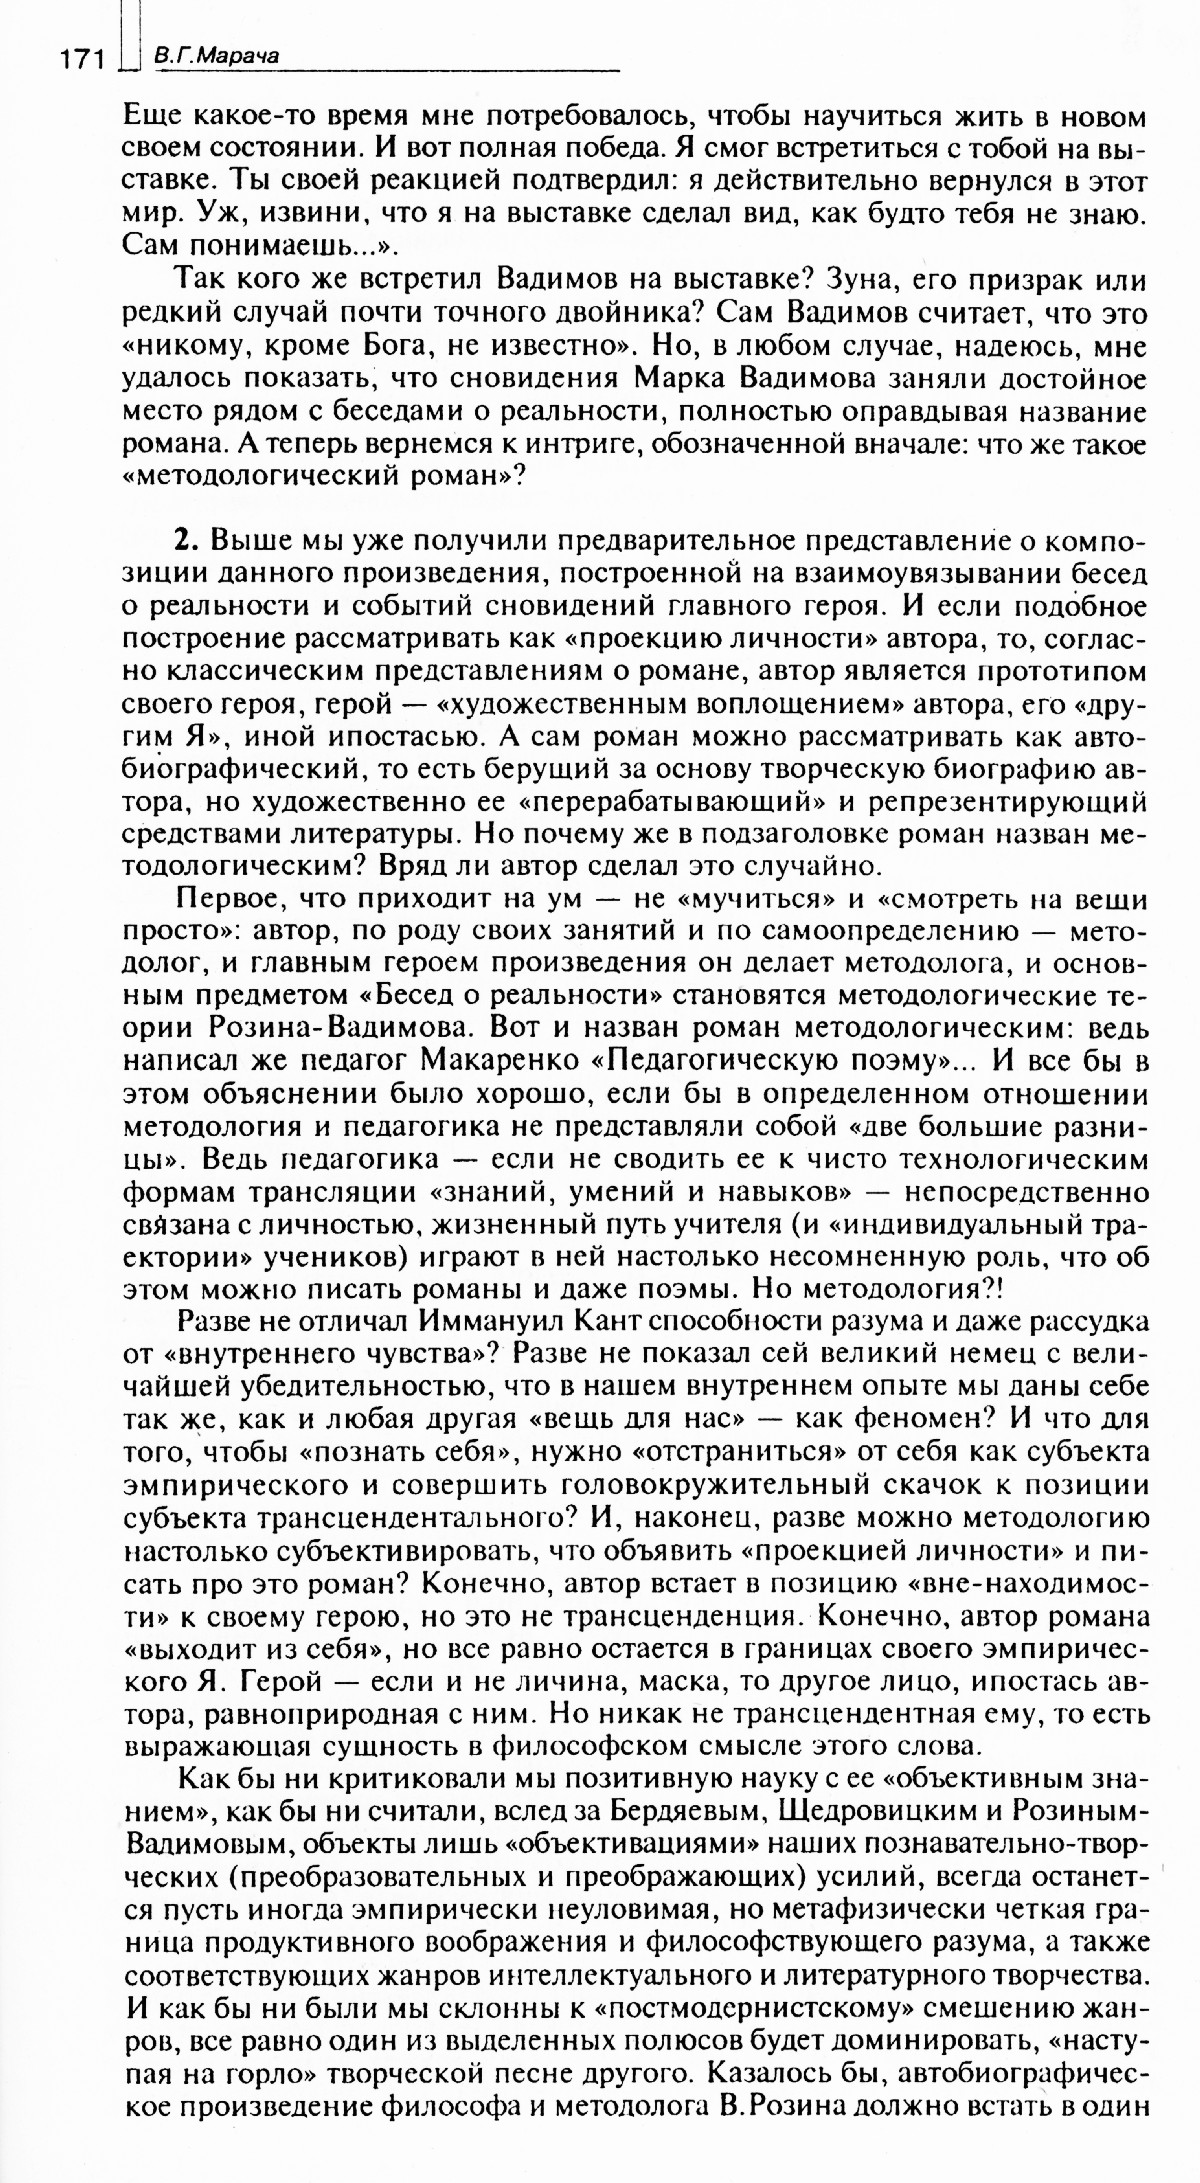 171 В.Г.Марача
Еще какое-то время мне потребовалось, чтобы научиться жить в новом
своем состоянии. И вот полная победа. Я смог встретиться с тобой на вы-
ставке. Ты своей реакцией подтвердил: я действительно вернулся в этот
мир. Уж, извини, что я на выставке сделал вид, как будто тебя не знаю.
Сам понимаешь...».
Так кого же встретил Вадимов на выставке? Зуна, его призрак или
редкий случай почти точного двойника? Сам Вадимов считает, что это
«никому, кроме Бога, не известно». Но, в любом случае, надеюсь, мне
удалось показать, что сновидения Марка Вадимова заняли достойное
место рядом с беседами о реальности, полностью оправдывая название
романа. А теперь вернемся к интриге, обозначенной вначале: что же такое
«методологический роман»?
2. Выше мы уже получили предварительное представление о компо-
зиции данного произведения, построенной на взаимоувязывании бесед
о реальности и событий сновидений главного героя. И если подобное
построение рассматривать как «проекцию личности» автора, то, соглас-
но классическим представлениям о романе, автор является прототипом
своего героя, герой — «художественным воплощением» автора, его «дру-
гим Я», иной ипостасью. А сам роман можно рассматривать как авто-
биографический, то есть берущий за основу творческую биографию ав-
тора, но художественно ее «перерабатывающий» и репрезентирующий
средствами литературы. Но почему же в подзаголовке роман назван ме-
тодологическим? Вряд ли автор сделал это случайно.
Первое, что приходит на ум — не «мучиться» и «смотреть на вещи
просто»: автор, по роду своих занятий и по самоопределению — мето-
долог, и главным героем произведения он делает методолога, и основ-
ным предметом «Бесед о реальности» становятся методологические те-
ории Розина-Вадимова. Вот и назван роман методологическим: ведь
написал же педагог Макаренко «Педагогическую поэму»... И все бы в
этом объяснении было хорошо, если бы в определенном отношении
методология и педагогика не представляли собой «две большие разни-
цы». Ведь педагогика — если не сводить ее к чисто технологическим
формам трансляции «знаний, умений и навыков» — непосредственно
связана с личностью, жизненный путь учителя (и «индивидуальный тра-
ектории» учеников) играют в ней настолько несомненную роль, что об
этом можно писать романы и даже поэмы. Но методология?!
Разве не отличал Иммануил Кант способности разума и даже рассудка
от «внутреннего чувства»? Разве не показал сей великий немец с вели-
чайшей убедительностью, что в нашем внутреннем опыте мы даны себе
так же, как и любая другая «вещь для нас» — как феномен? И что для
того, чтобы «познать себя», нужно «отстраниться» от себя как субъекта
эмпирического и совершить головокружительный скачок к позиции
субъекта трансцендентального? И, наконец, разве можно методологию
настолько субъективировать, что объявить «проекцией личности» и пи-
сать про это роман? Конечно, автор встает в позицию «вне-находимос-
ти» к своему герою, но это не трансценденция. Конечно, автор романа
«выходит из себя», но все равно остается в границах своего эмпиричес-
кого Я. Герой — если и не личина, маска, то другое лицо, ипостась ав-
тора, равноприродная с ним. Но никак не трансцендентная ему, то есть
выражающая сущность в философском смысле этого слова.
Как бы ни критиковали мы позитивную науку с ее «объективным зна-
нием», как бы ни считали, вслед за Бердяевым, Щедровицким и Розиным-
Вадимовым, объекты лишь «объективациями» наших познавательно-твор-
ческих (преобразовательных и преображающих) усилий, всегда останет-
ся пусть иногда эмпирически неуловимая, но метафизически четкая гра-
ница продуктивного воображения и философствующего разума, а также
соответствующих жанров интеллектуального и литературного творчества.
И как бы ни были мы склонны к «постмодернистскому» смешению жан-
ров, все равно один из выделенных полюсов будет доминировать, «насту-
пая на горло» творческой песне другого. Казалось бы, автобиографичес-
кое произведение философа и методолога В.Розина должно встать в один